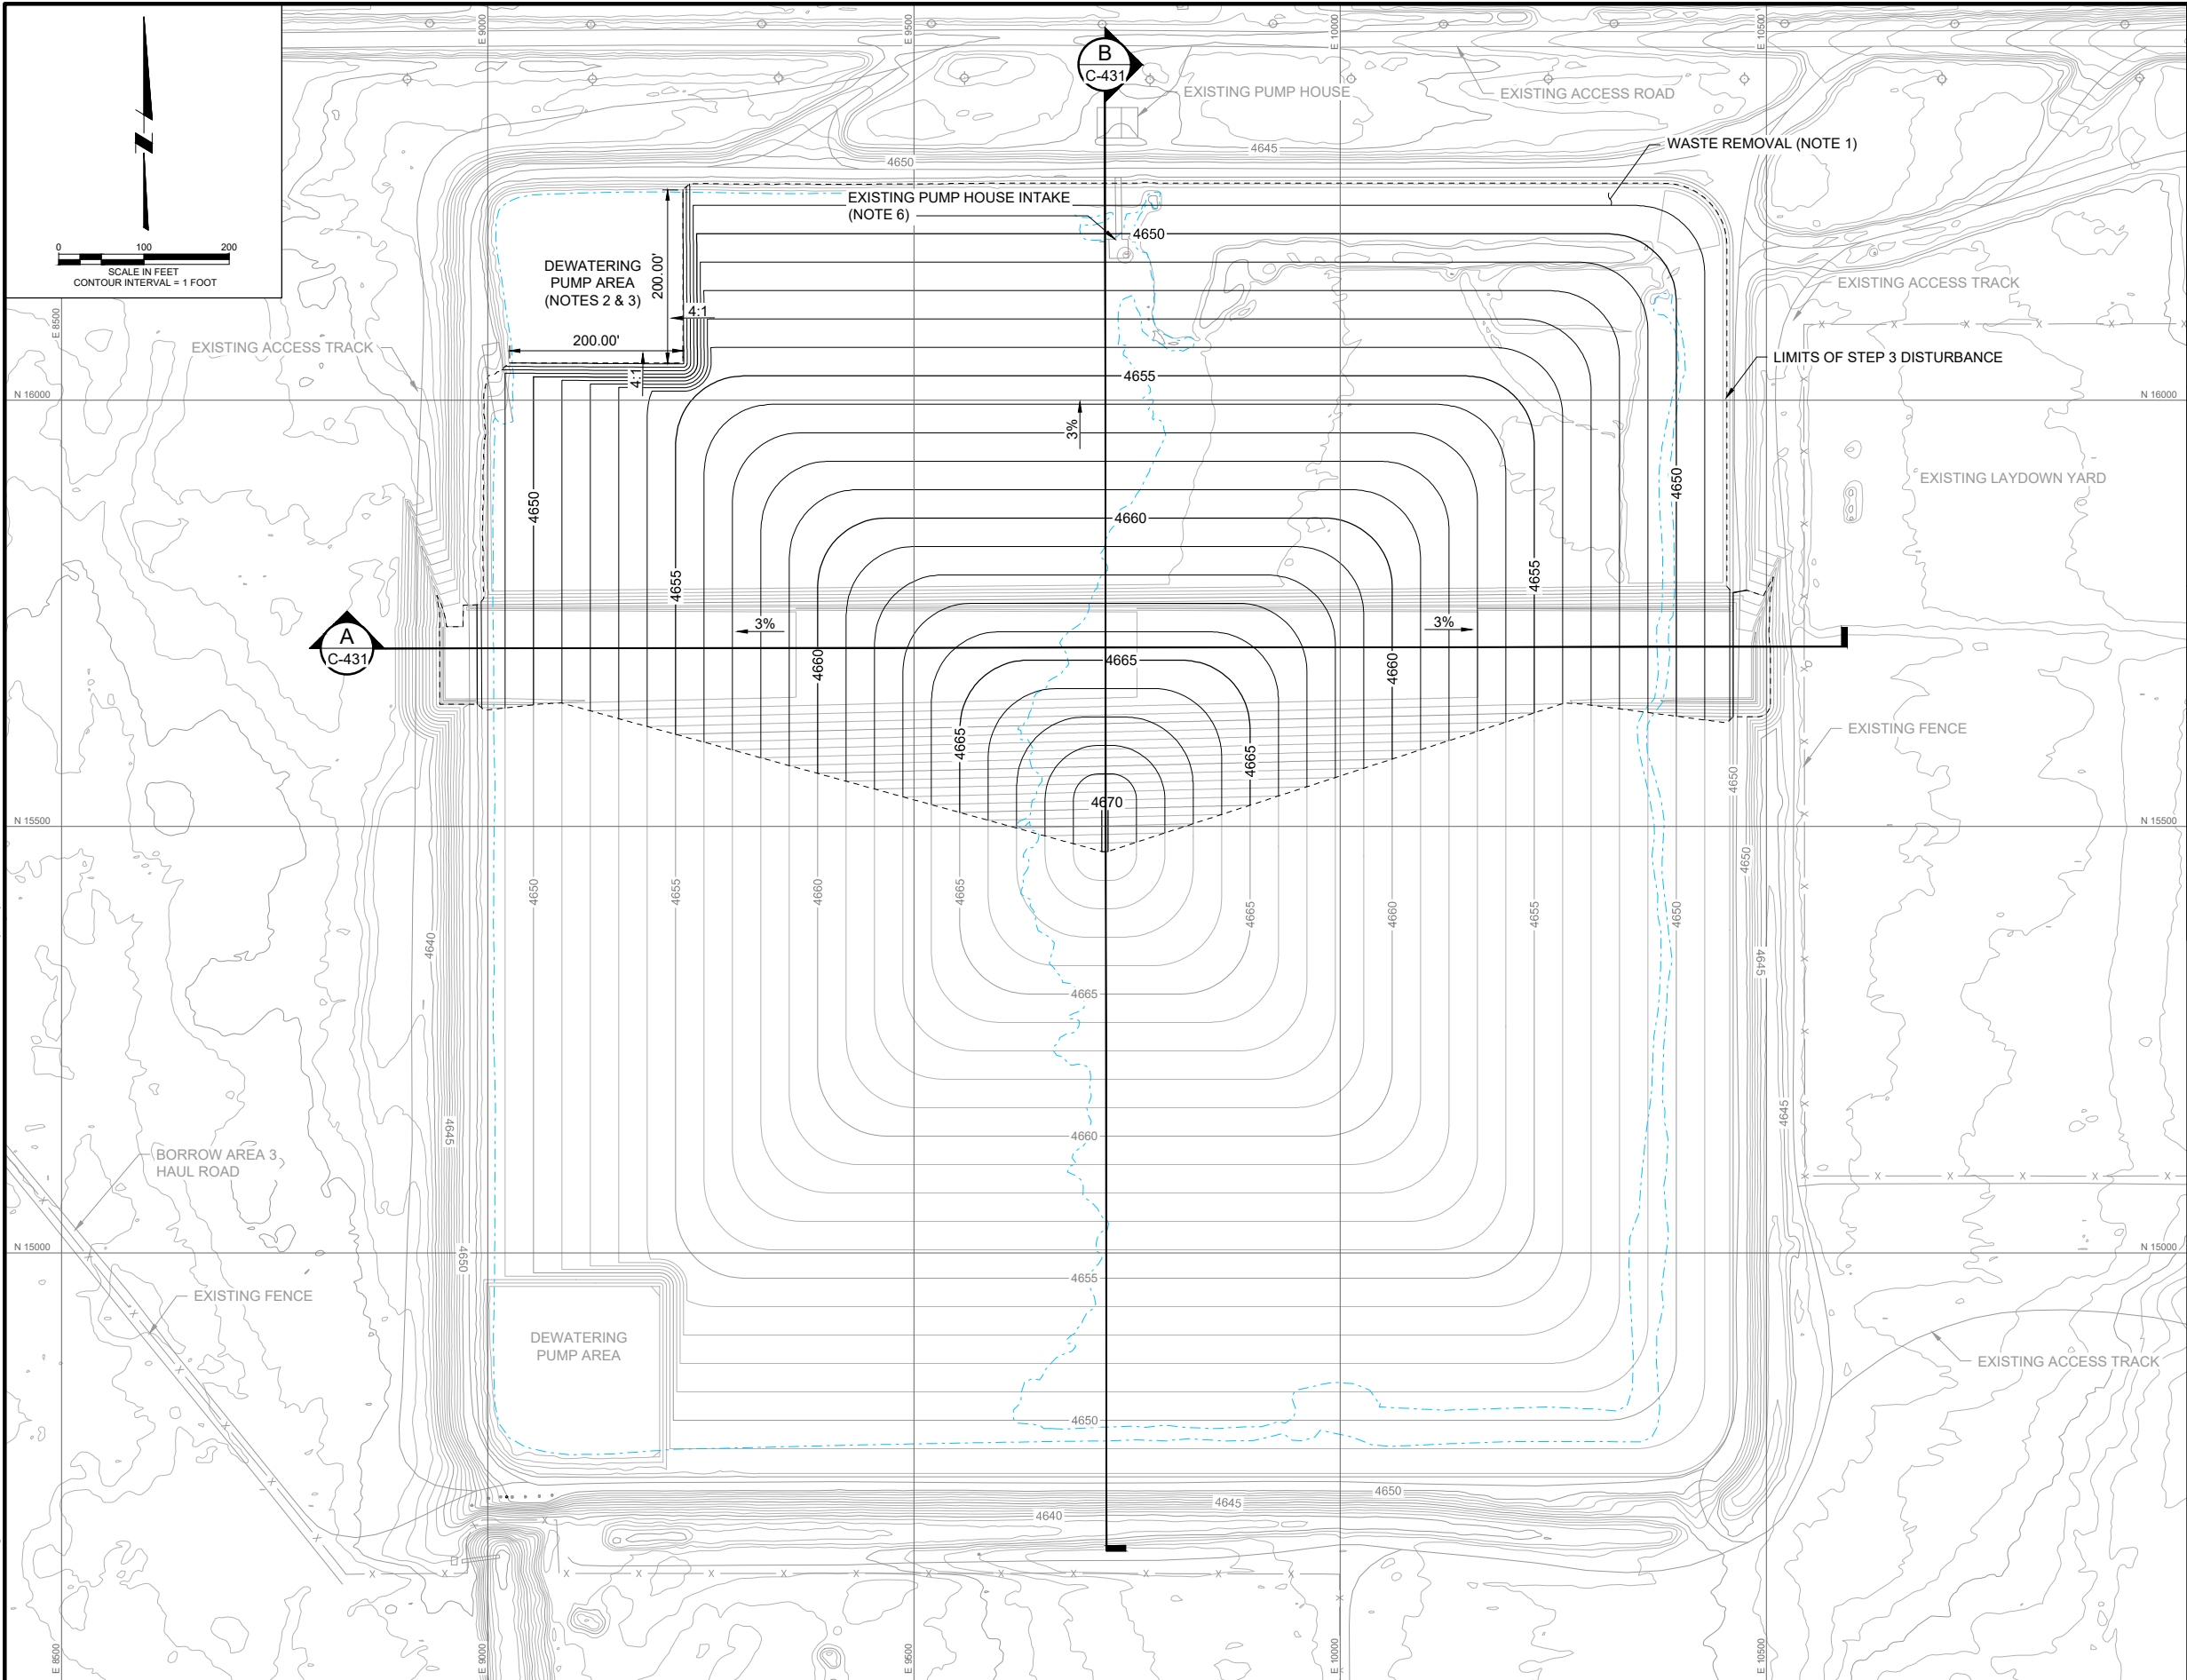 E 9000
E 9500
E 10000
E 10500
B
C-431
EXISTING PUMP HOUSE
EXISTING ACCESS ROAD
4645
4650
WASTE REMOVAL (NOTE 1)
N
0 100 200
SCALE IN FEET
CONTOUR INTERVAL = 1 FOOT
EXISTING PUMP HOUSE INTAKE
(NOTE 6)
4650
DEWATERING
PUMP AREA
(NOTES 2 & 3)
200.00'
200.00'
4:1
4:1
EXISTING ACCESS TRACK
E 8500
EXISTING ACCESS TRACK
LIMITS OF STEP 3 DISTURBANCE
4655
N 16000
N 16000
3%
EXISTING LAYDOWN YARD
4650
4650
4660
4655
4655
A
C-431
3%
3%
4660
4660
4665
4665
4665
EXISTING FENCE
4650
4670
N 15500
N 15500
4650
4650
4655
4660
4665
4665
4660
4655
4650
4640
4645
4665
4645
4645
4660
BORROW AREA 3
HAUL ROAD
4650
N 15000
N 15000
4655
EXISTING FENCE
DEWATERING
PUMP AREA
EXISTING ACCESS TRACK
4650
4650
4645
4640
E 8500
E 9000
E 9500
E 10000
E 10500